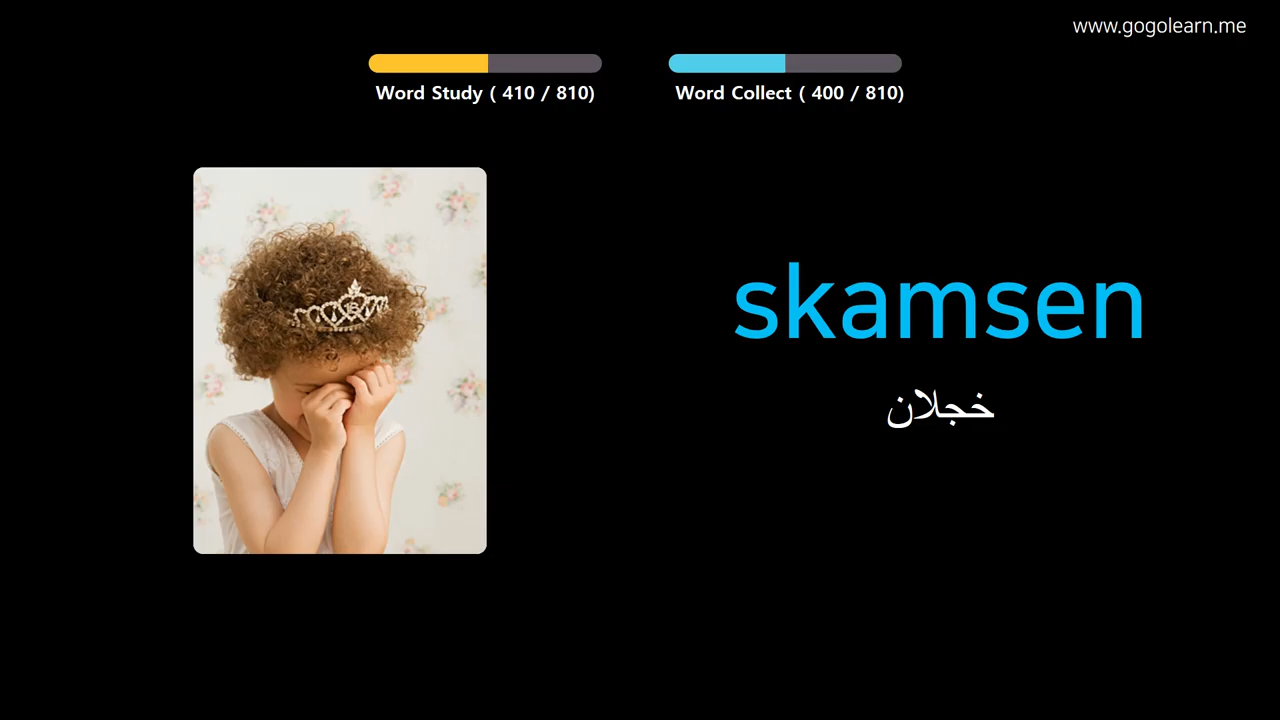 www.gogolearn.me
Word Study ( 410 / 810)
Word Collect ( 400 / 810)
skamsen
خجلان